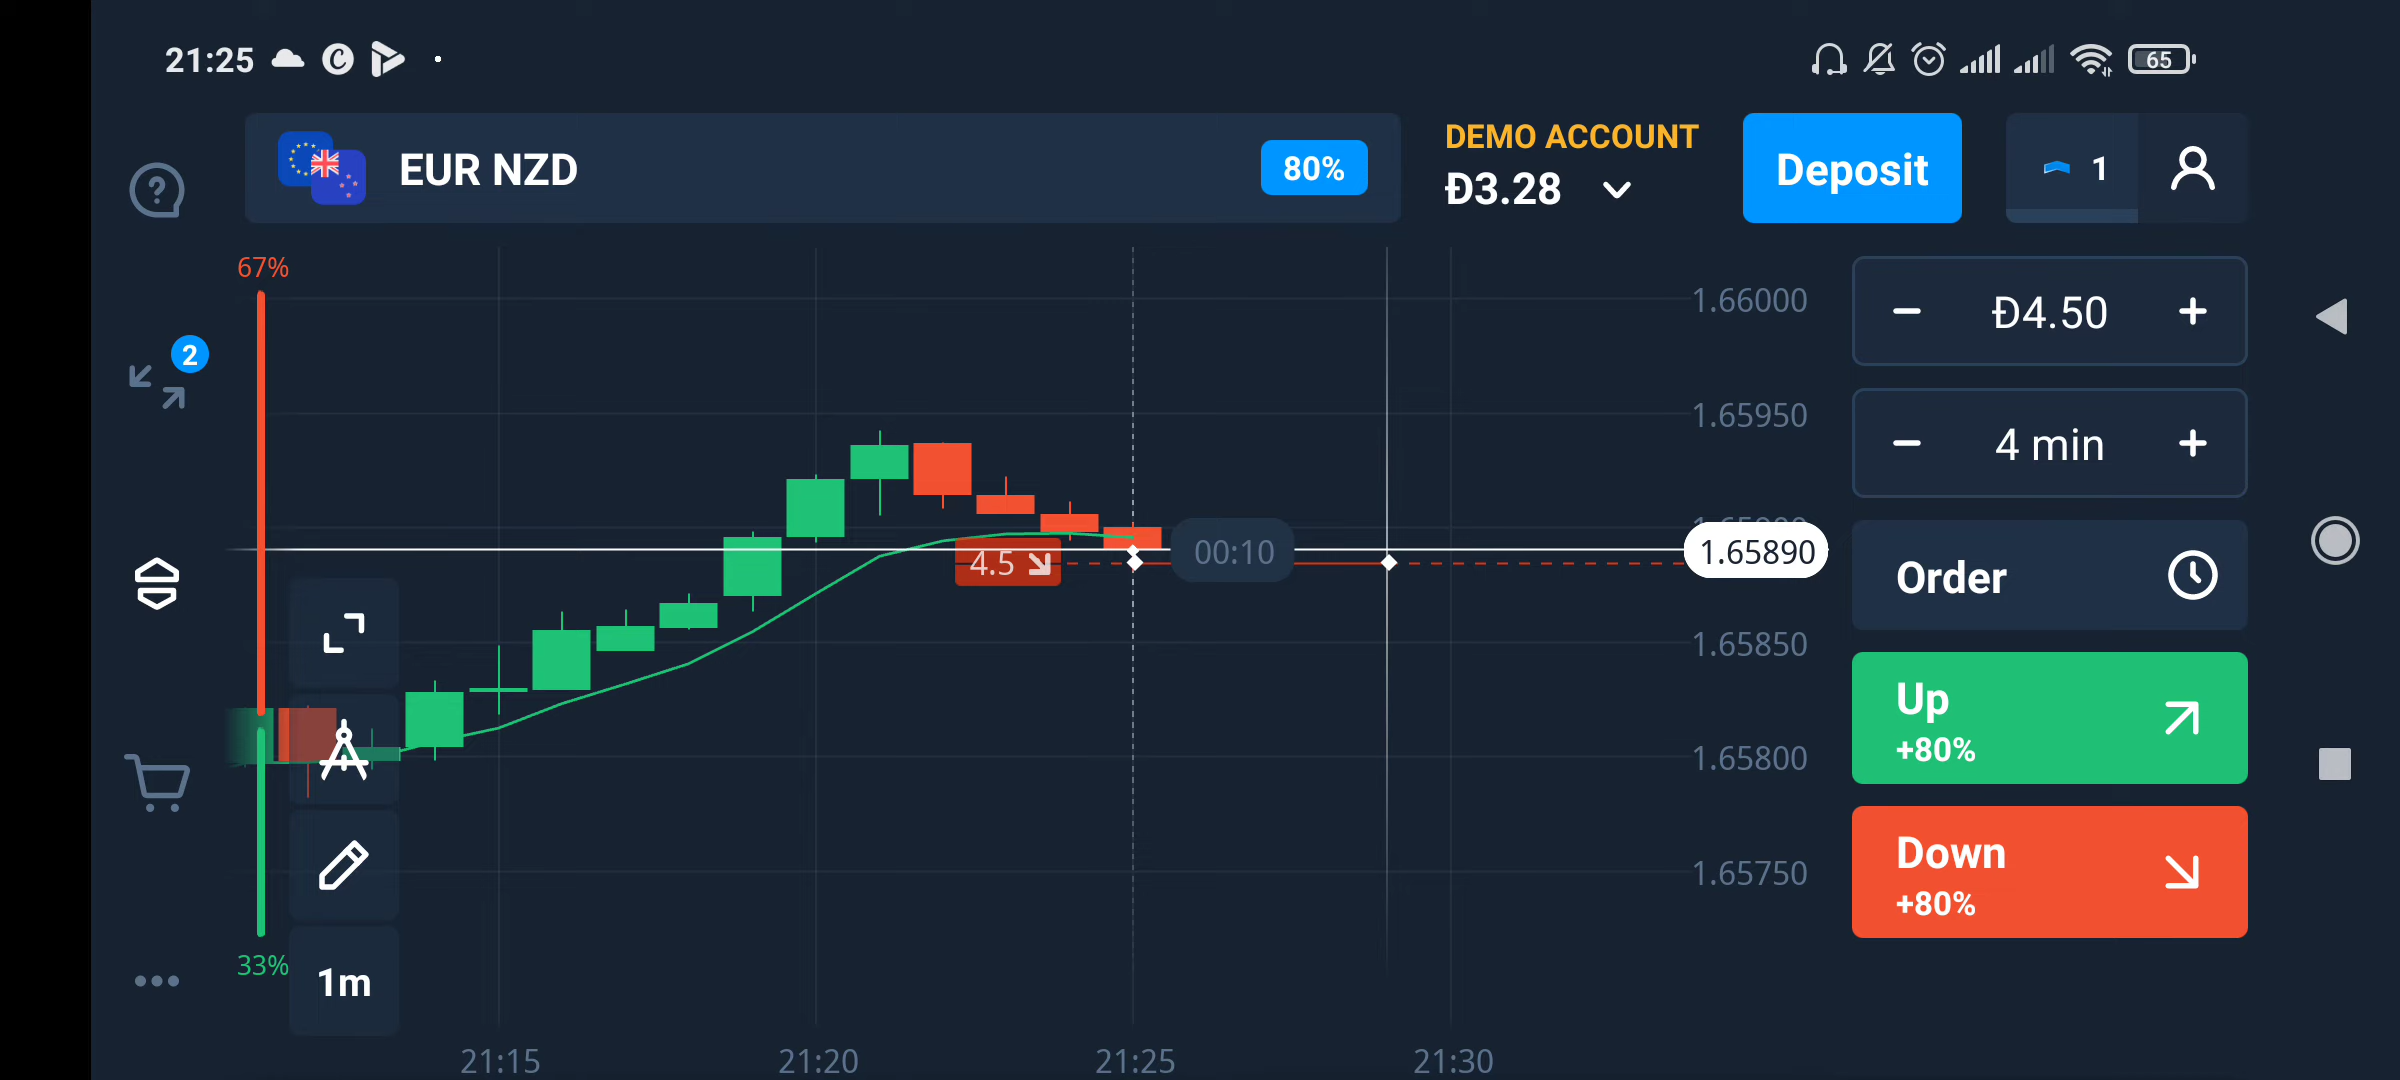 21:25
65
EUR NZD
80%
DEMO ACCOUNT
Đ3.28
Deposit
1
67%
2
1.66000
1.65950
1.65890
1.65850
1.65800
1.65750
4.5
00:10
Đ4.50
4 min
Order
Up
+80%
Down
+80%
33%
1m
21:15
21:20
21:25
21:30